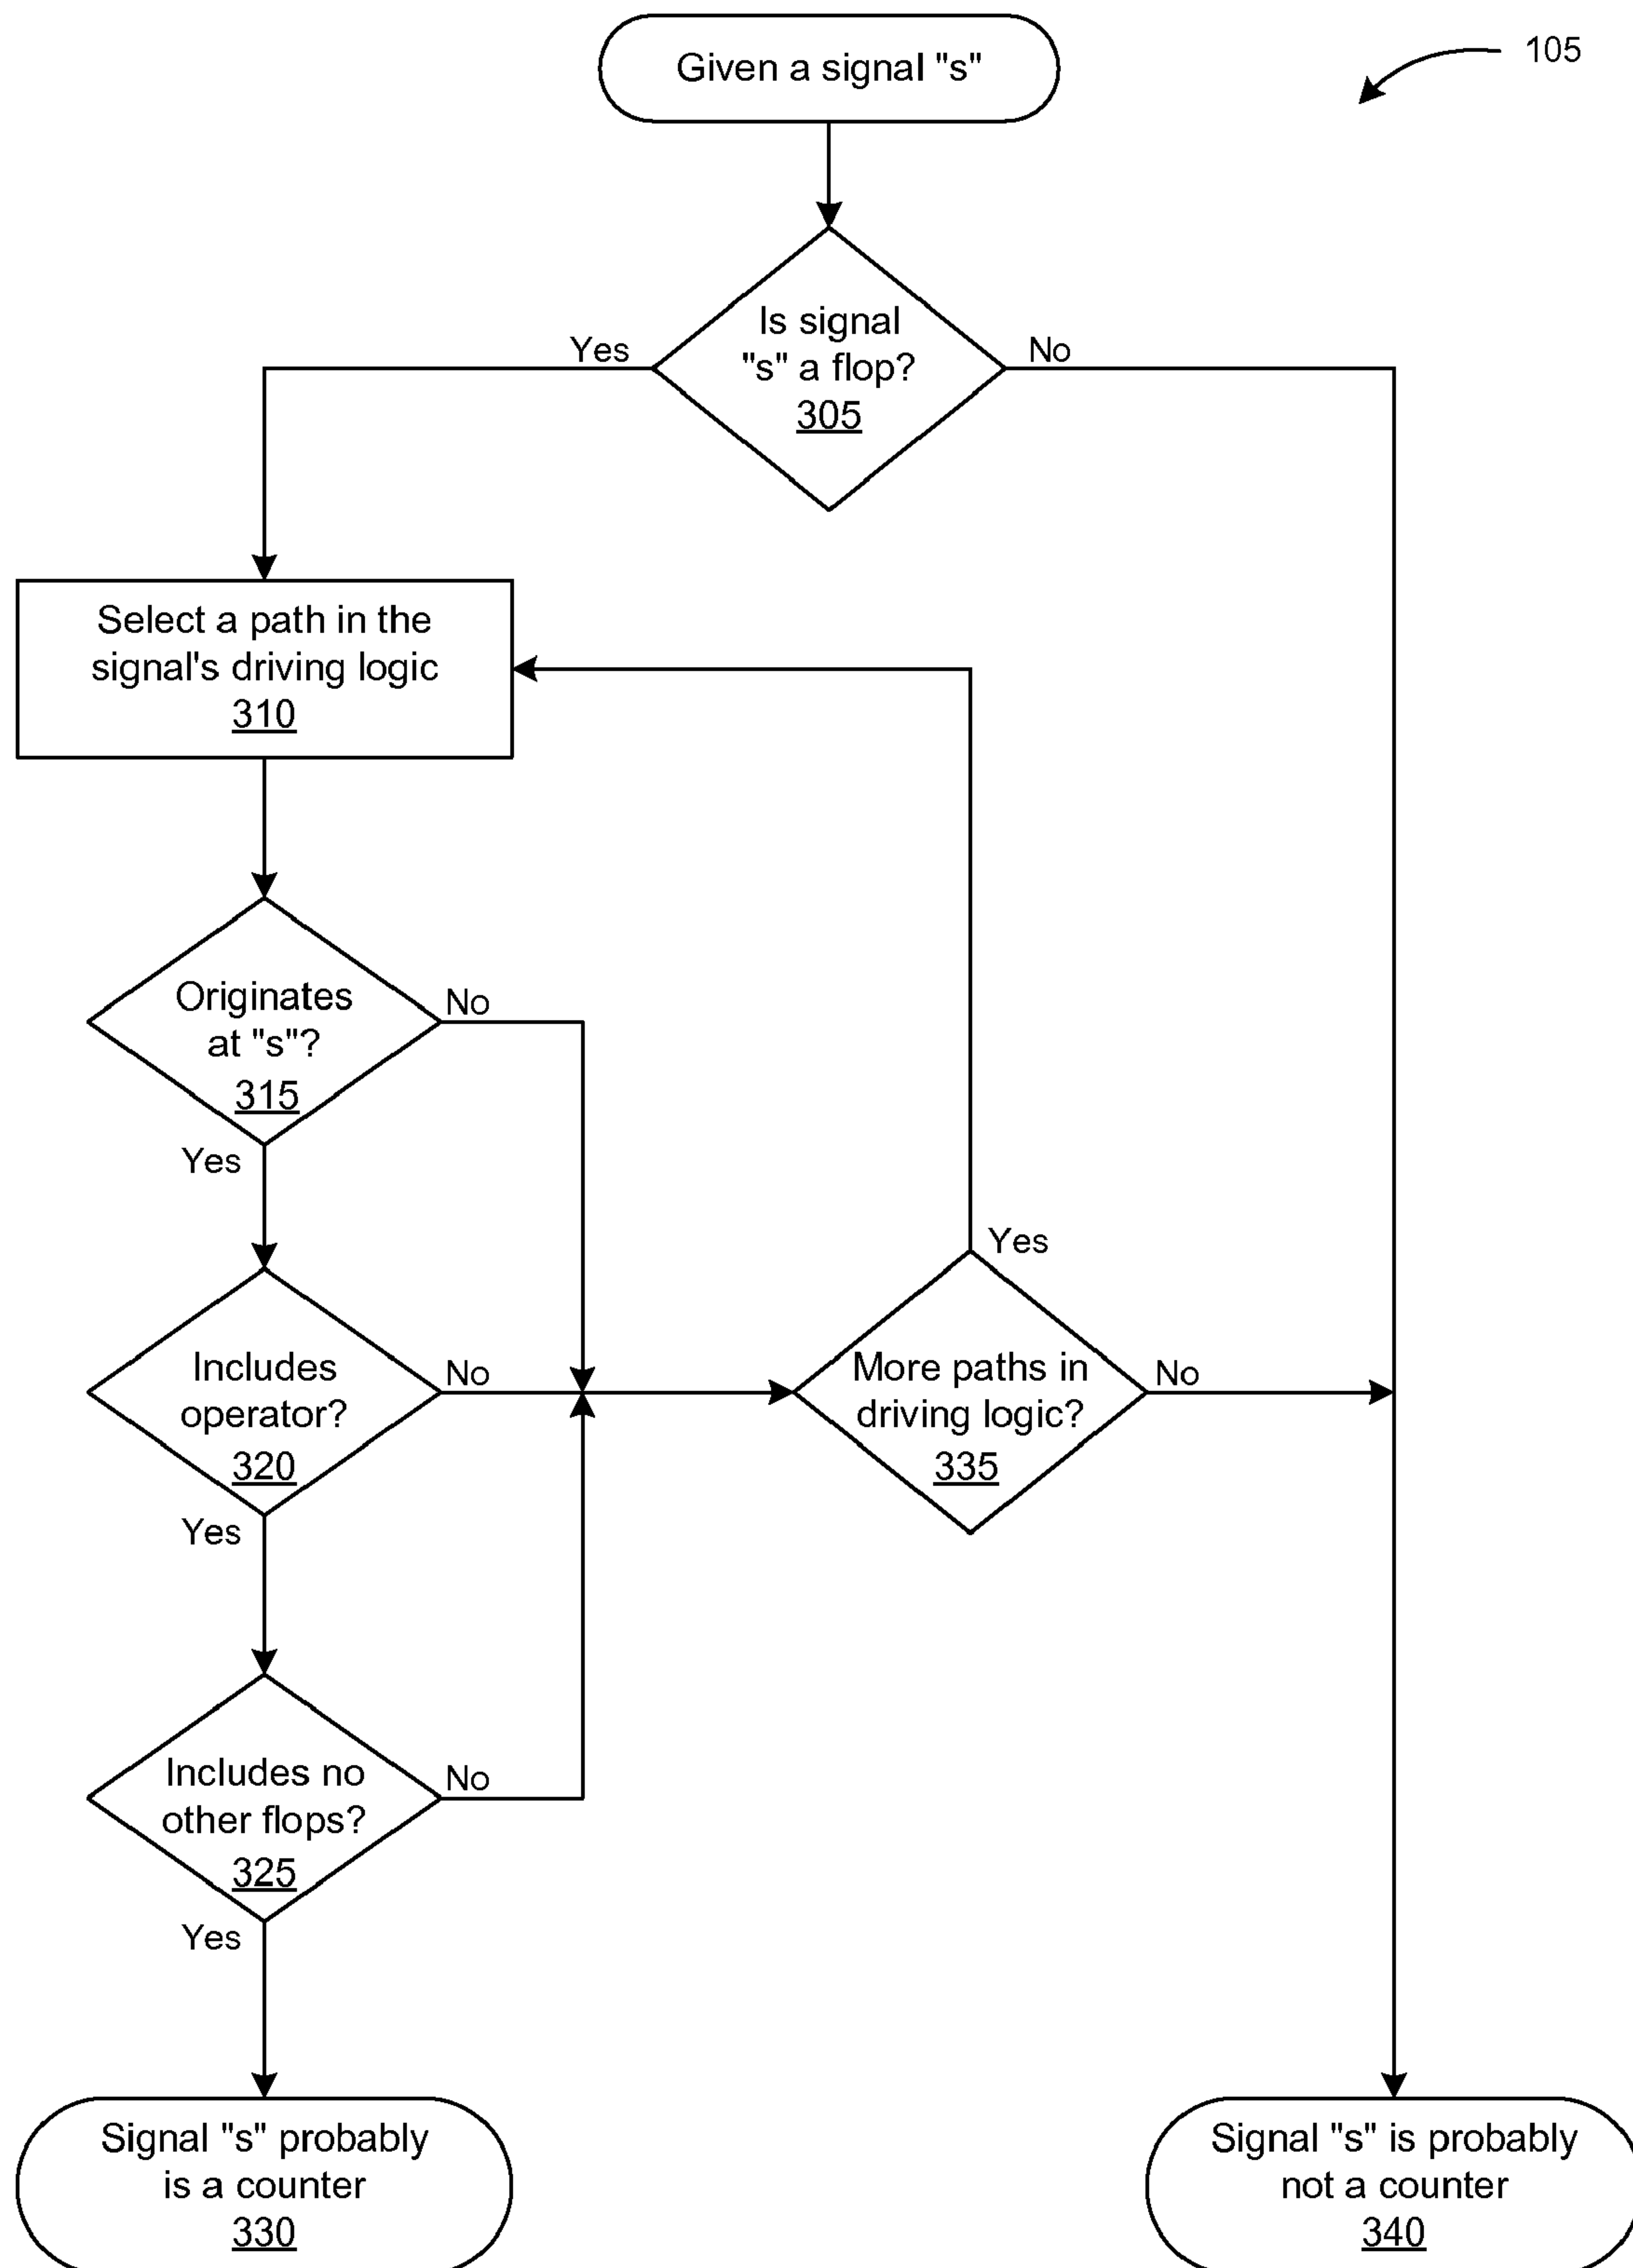 Given a signal "s"
105
Is signal
"s" a flop?
305
Yes
No
Select a path in the
signal's driving logic
310
Originates
at "s"?
315
No
Yes
Includes
operator?
320
No
Yes
More paths in
driving logic?
335
Yes
No
Includes no
other flops?
325
No
Yes
Signal "s" probably
is a counter
330
Signal "s" is probably
not a counter
340